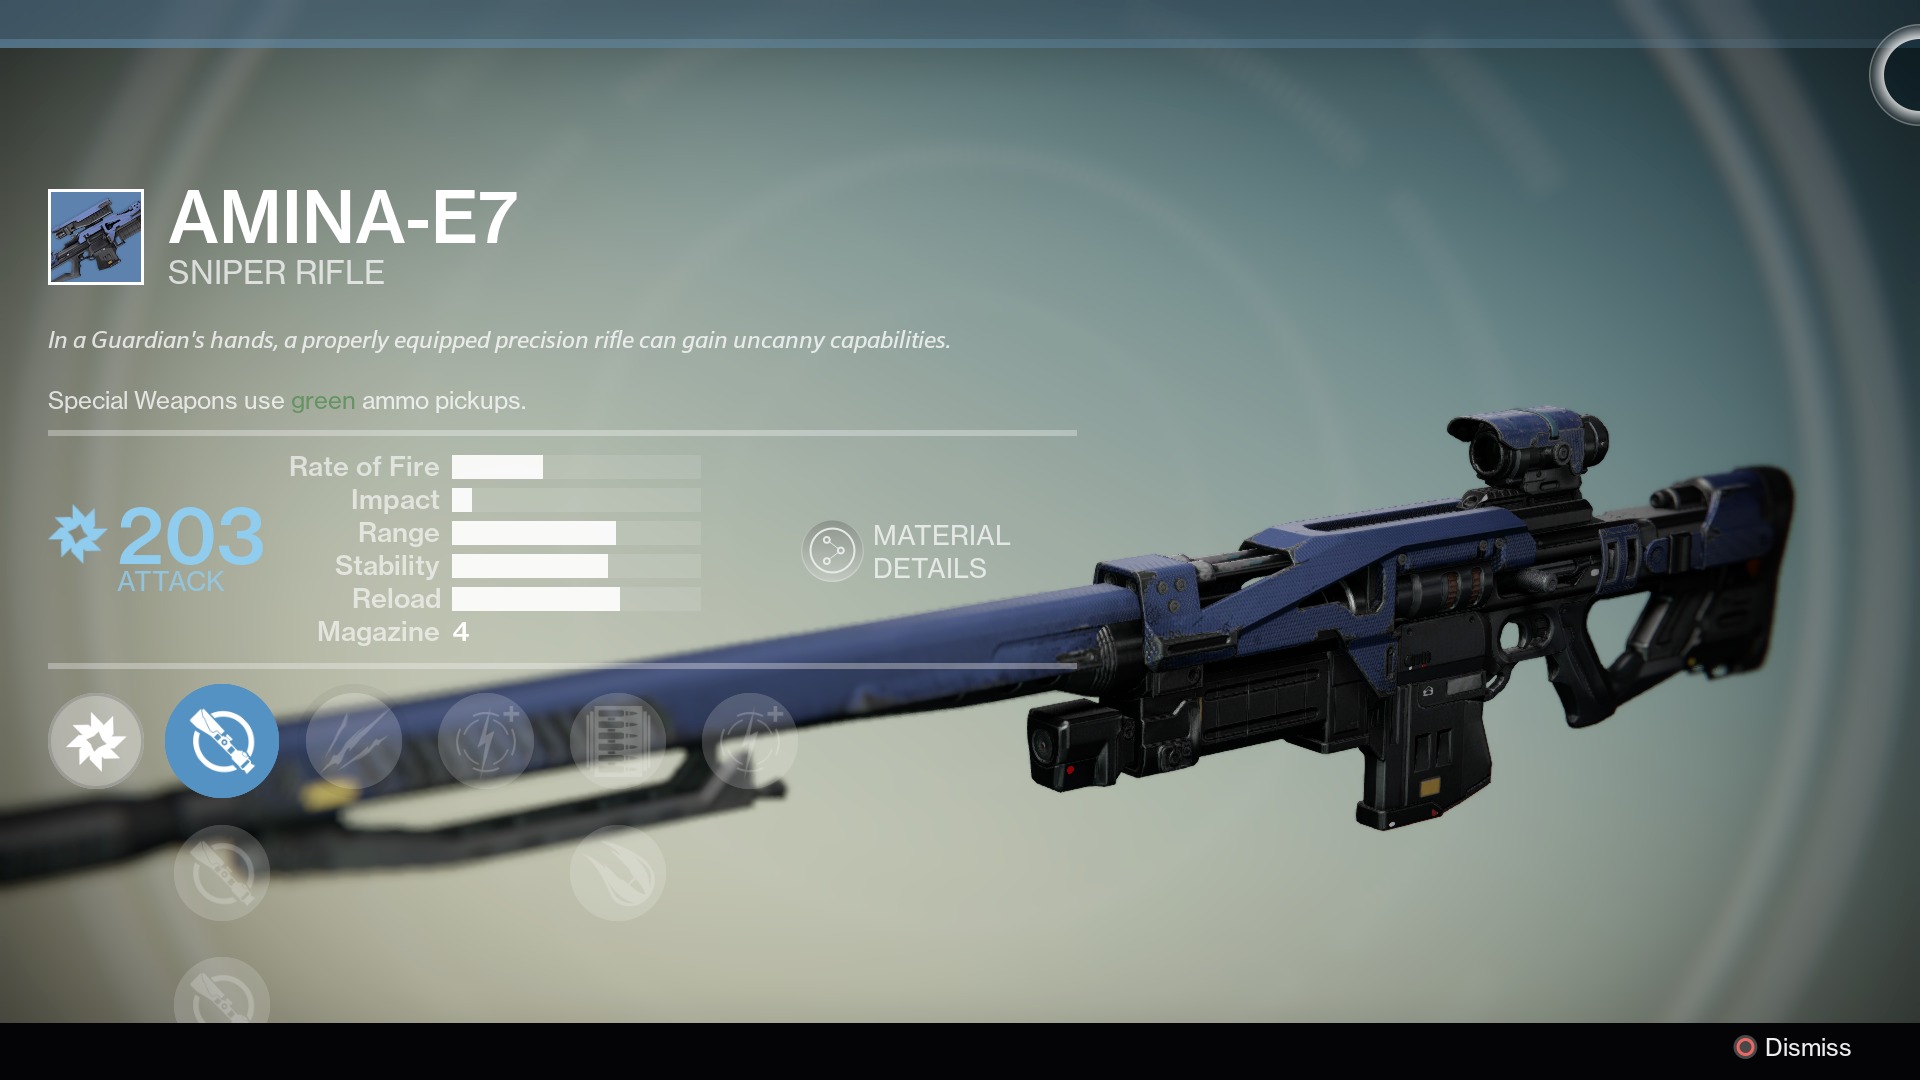 AMINA-E7
SNIPER RIFLE
In a Guardian's hands, a properly equipped precision rifle can gain uncanny capabilities.
Special Weapons use green ammo pickups.
Rate of Fire
Impact
Range
Stability
Reload
Magazine 4
203
ATTACK
MATERIAL
DETAILS
Dismiss